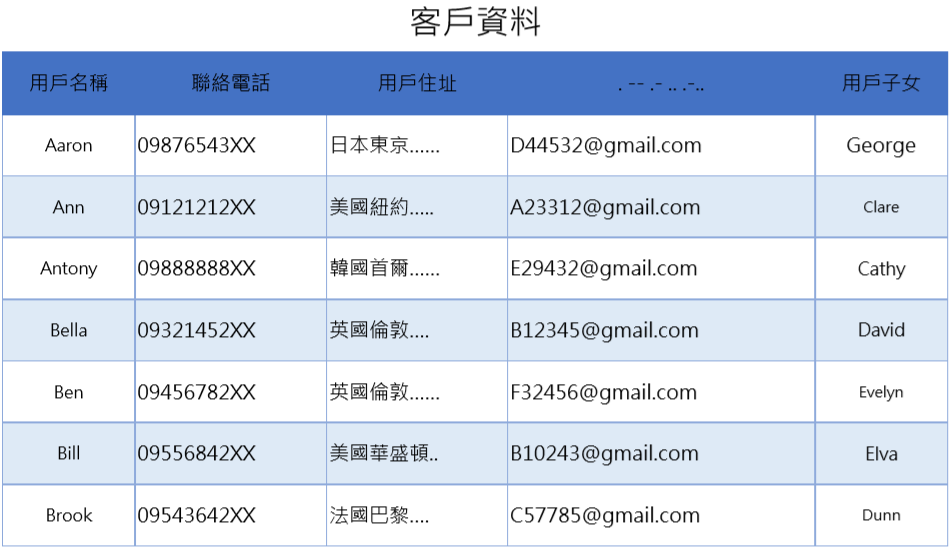 客戶資料
用戶名稱 聯絡電話 用戶住址 . -- .- .. .-.. 用戶子女
Aaron 09876543XX 日本東京...... D44532@gmail.com George
Ann 09121212XX 美國紐約..... A23312@gmail.com Clare
Antony 09888888XX 韓國首爾...... E29432@gmail.com Cathy
Bella 09321452XX 英國倫敦.... B12345@gmail.com David
Ben 09456782XX 英國倫敦...... F32456@gmail.com Evelyn
Bill 09556842XX 美國華盛頓.. B10243@gmail.com Elva
Brook 09543642XX 法國巴黎.... C57785@gmail.com Dunn